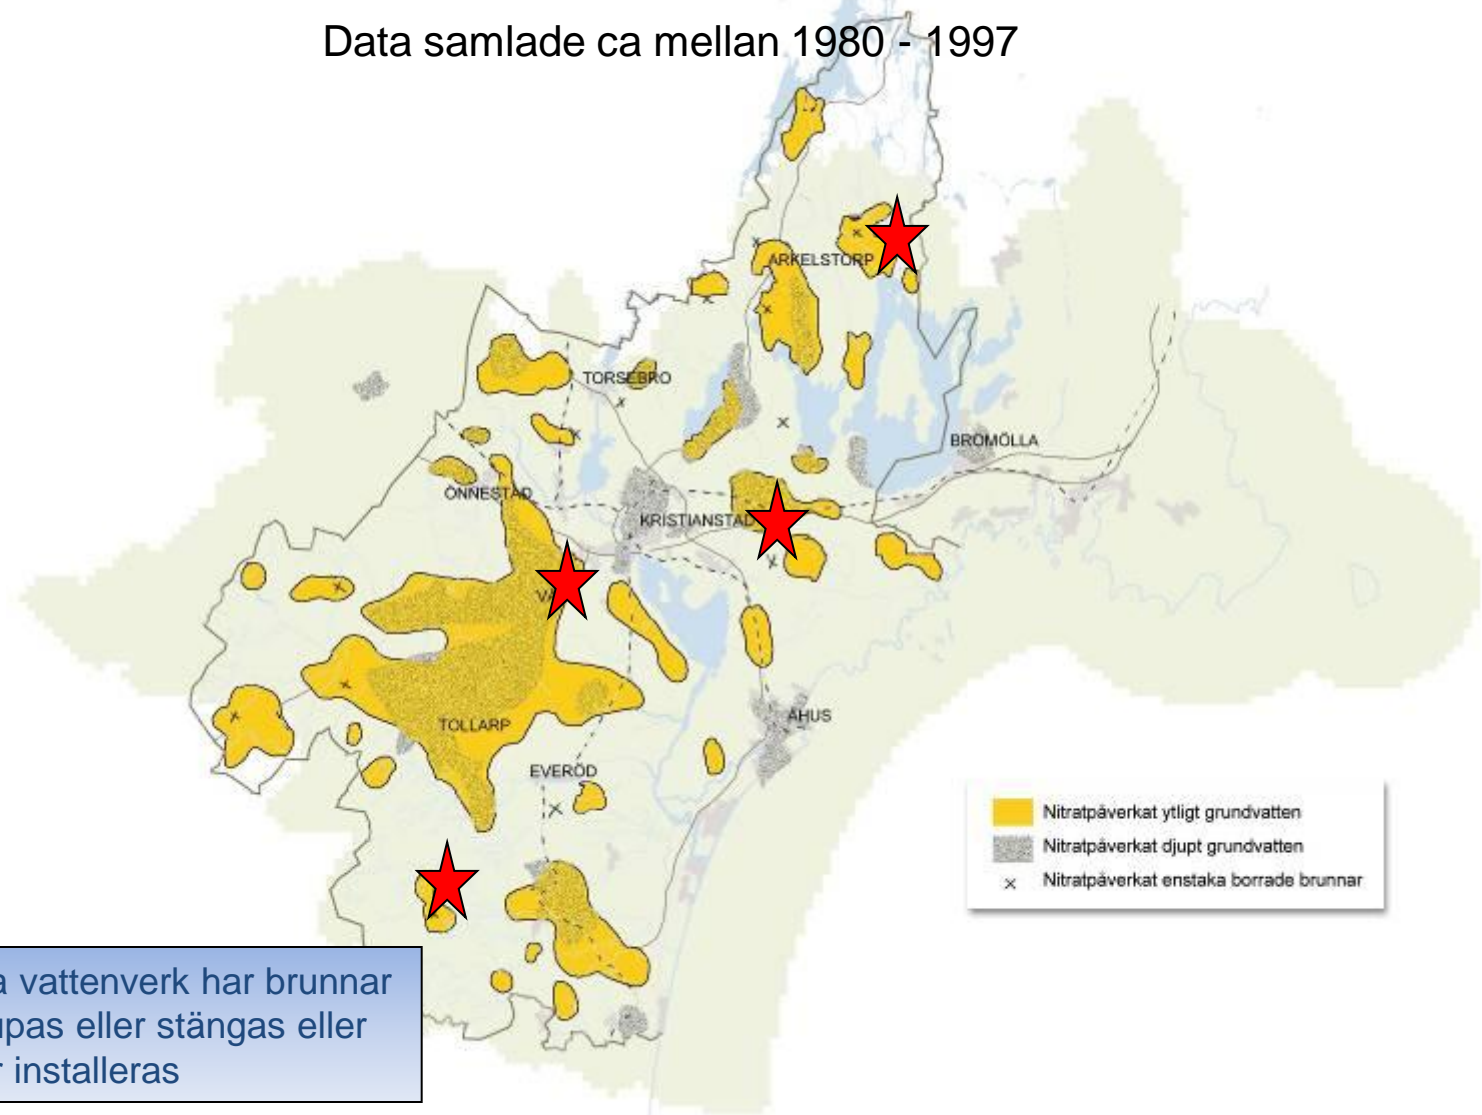 Data samlade ca mellan 1980 - 1997
ARKELSTORP
TORSEBRO
BROMÖLLA
ÖNNESTAD
KRISTIANSTAD
TOLLARP
ÅHUS
EVERÖD
Nitratpåverkat ytligt grundvatten
Nitratpåverkat djupt grundvatten
Nitratpåverkat enstaka borrade brunnar
vattenverk har brunnar
eller stängas eller
installeras